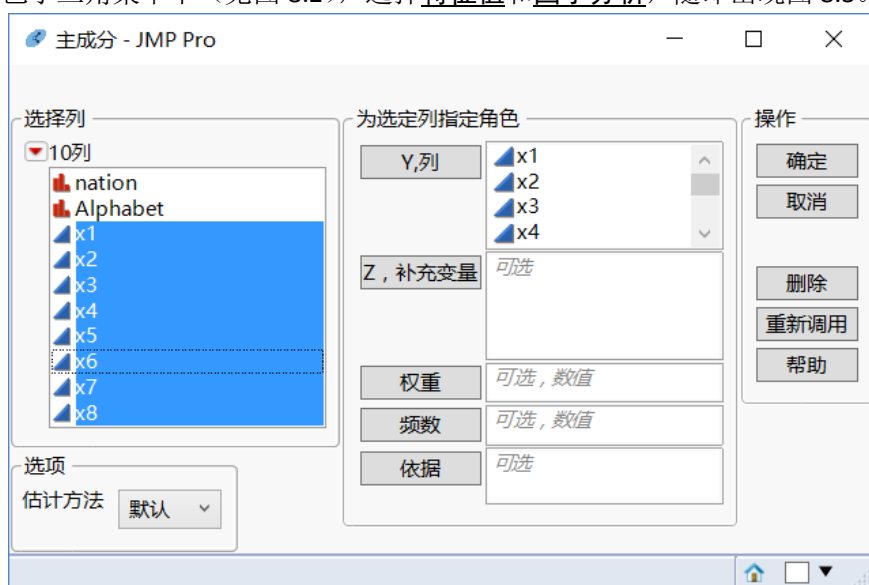 主成分 - JMP Pro
选择列
10列
nation
Alphabet
x1
x2
x3
x4
x5
x6
x7
x8
选项
估计方法 默认
为选定列指定角色
Y,列
x1
x2
x3
x4
Z，补充变量 可选
权重 可选，数值
频数 可选，数值
依据 可选
操作
确定
取消
删除
重新调用
帮助